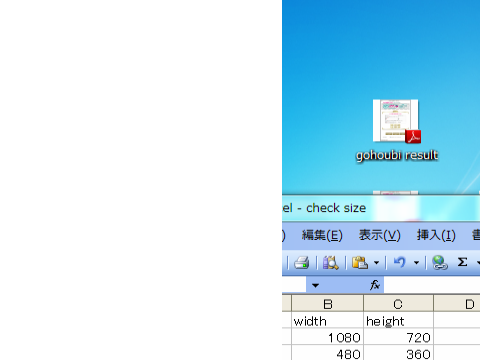 gohoubi result
el - check size
) 編集(E) 表示(V) 挿入(I) 書
Σ
fx
B C D
width height
1080 720
480 360